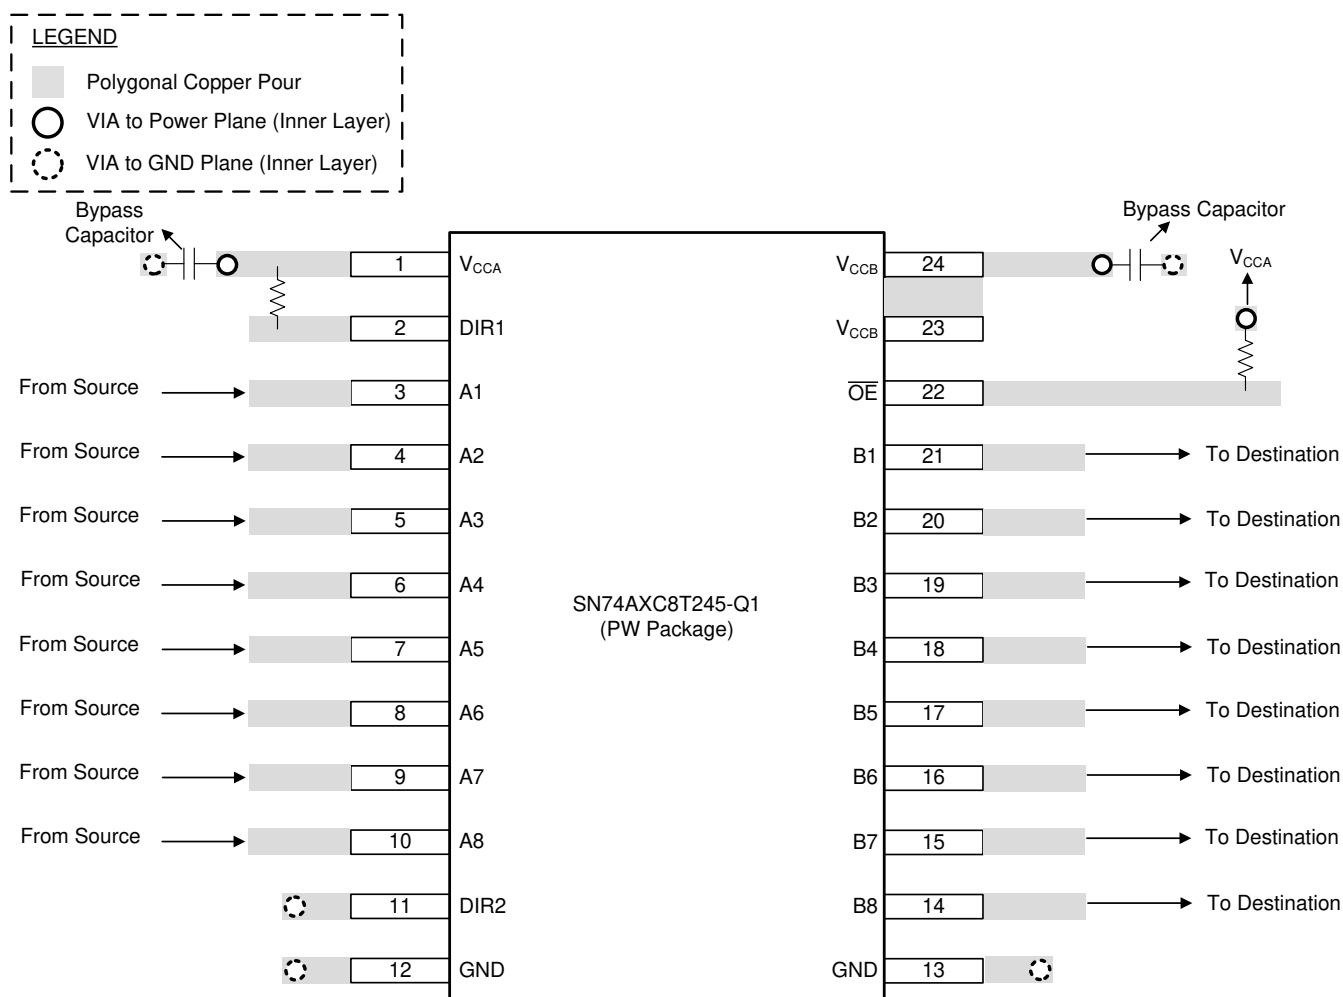 LEGEND
Polygonal Copper Pour
VIA to Power Plane (Inner Layer)
VIA to GND Plane (Inner Layer)
Bypass
Capacitor
Bypass Capacitor
VCCA
1 VCCA
VCCB 24
2 DIR1
VCCB 23
From Source 3 A1
OE 22
From Source 4 A2
B1 21 To Destination
From Source 5 A3
B2 20 To Destination
From Source 6 A4
B3 19 To Destination
SN74AXC8T245-Q1
(PW Package)
From Source 7 A5
B4 18 To Destination
From Source 8 A6
B5 17 To Destination
From Source 9 A7
B6 16 To Destination
From Source 10 A8
B7 15 To Destination
11 DIR2
B8 14 To Destination
12 GND
GND 13